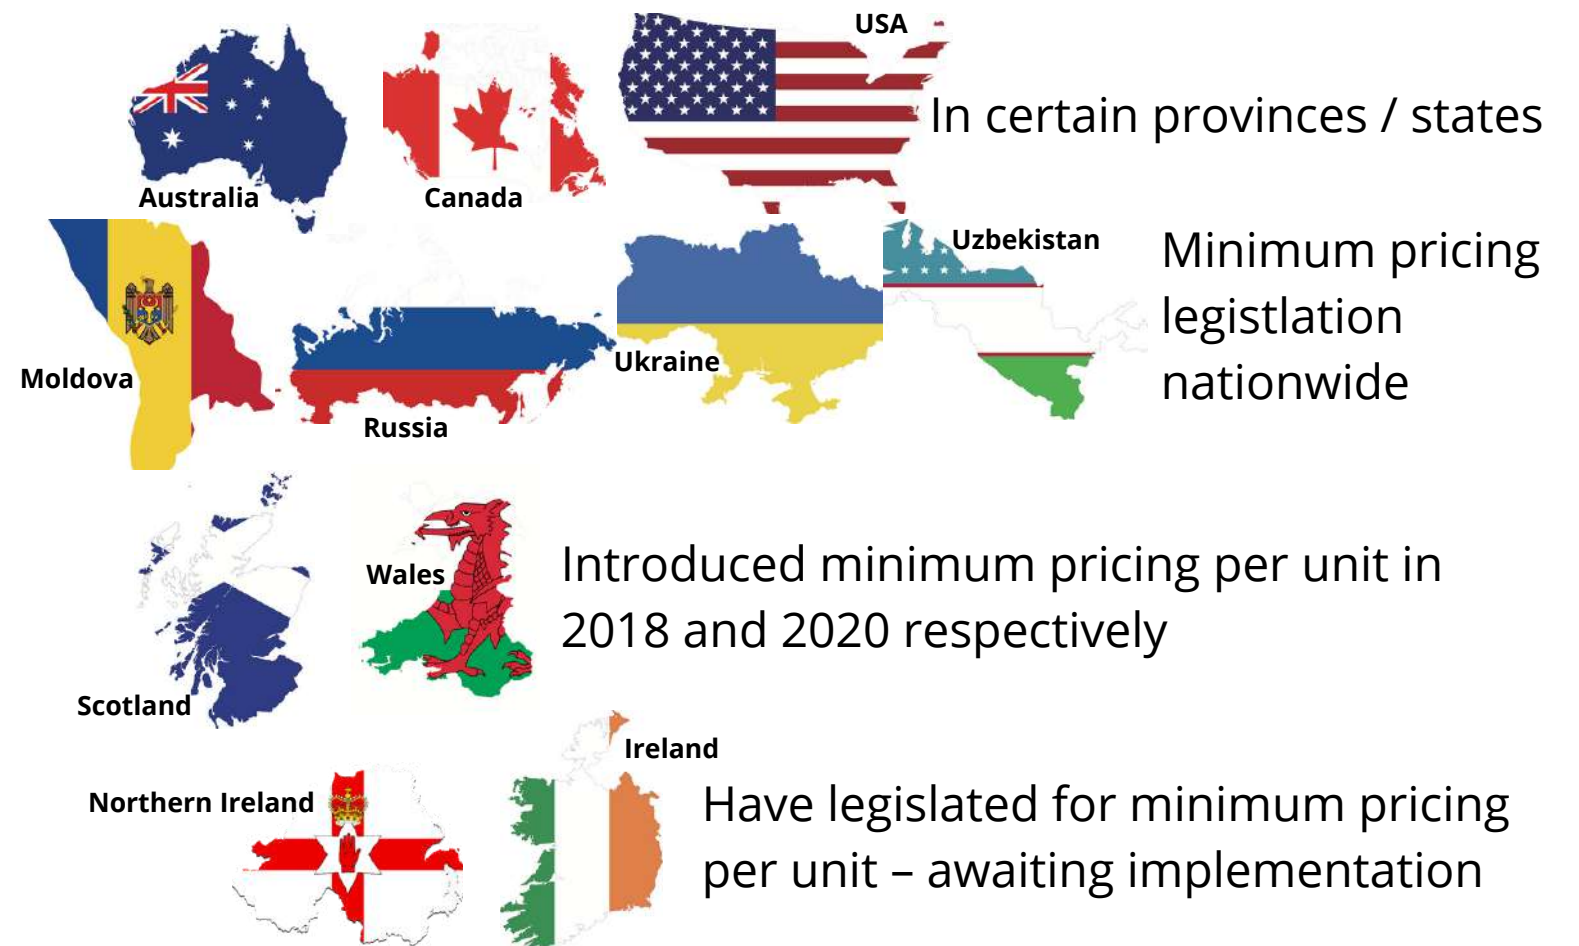 USA
In certain provinces / states
Australia
Canada
Uzbekistan
Minimum pricing
legistlation
nationwide
Moldova
Ukraine
Russia
Wales
Introduced minimum pricing per unit in
2018 and 2020 respectively
Scotland
Ireland
Northern Ireland
Have legislated for minimum pricing
per unit – awaiting implementation